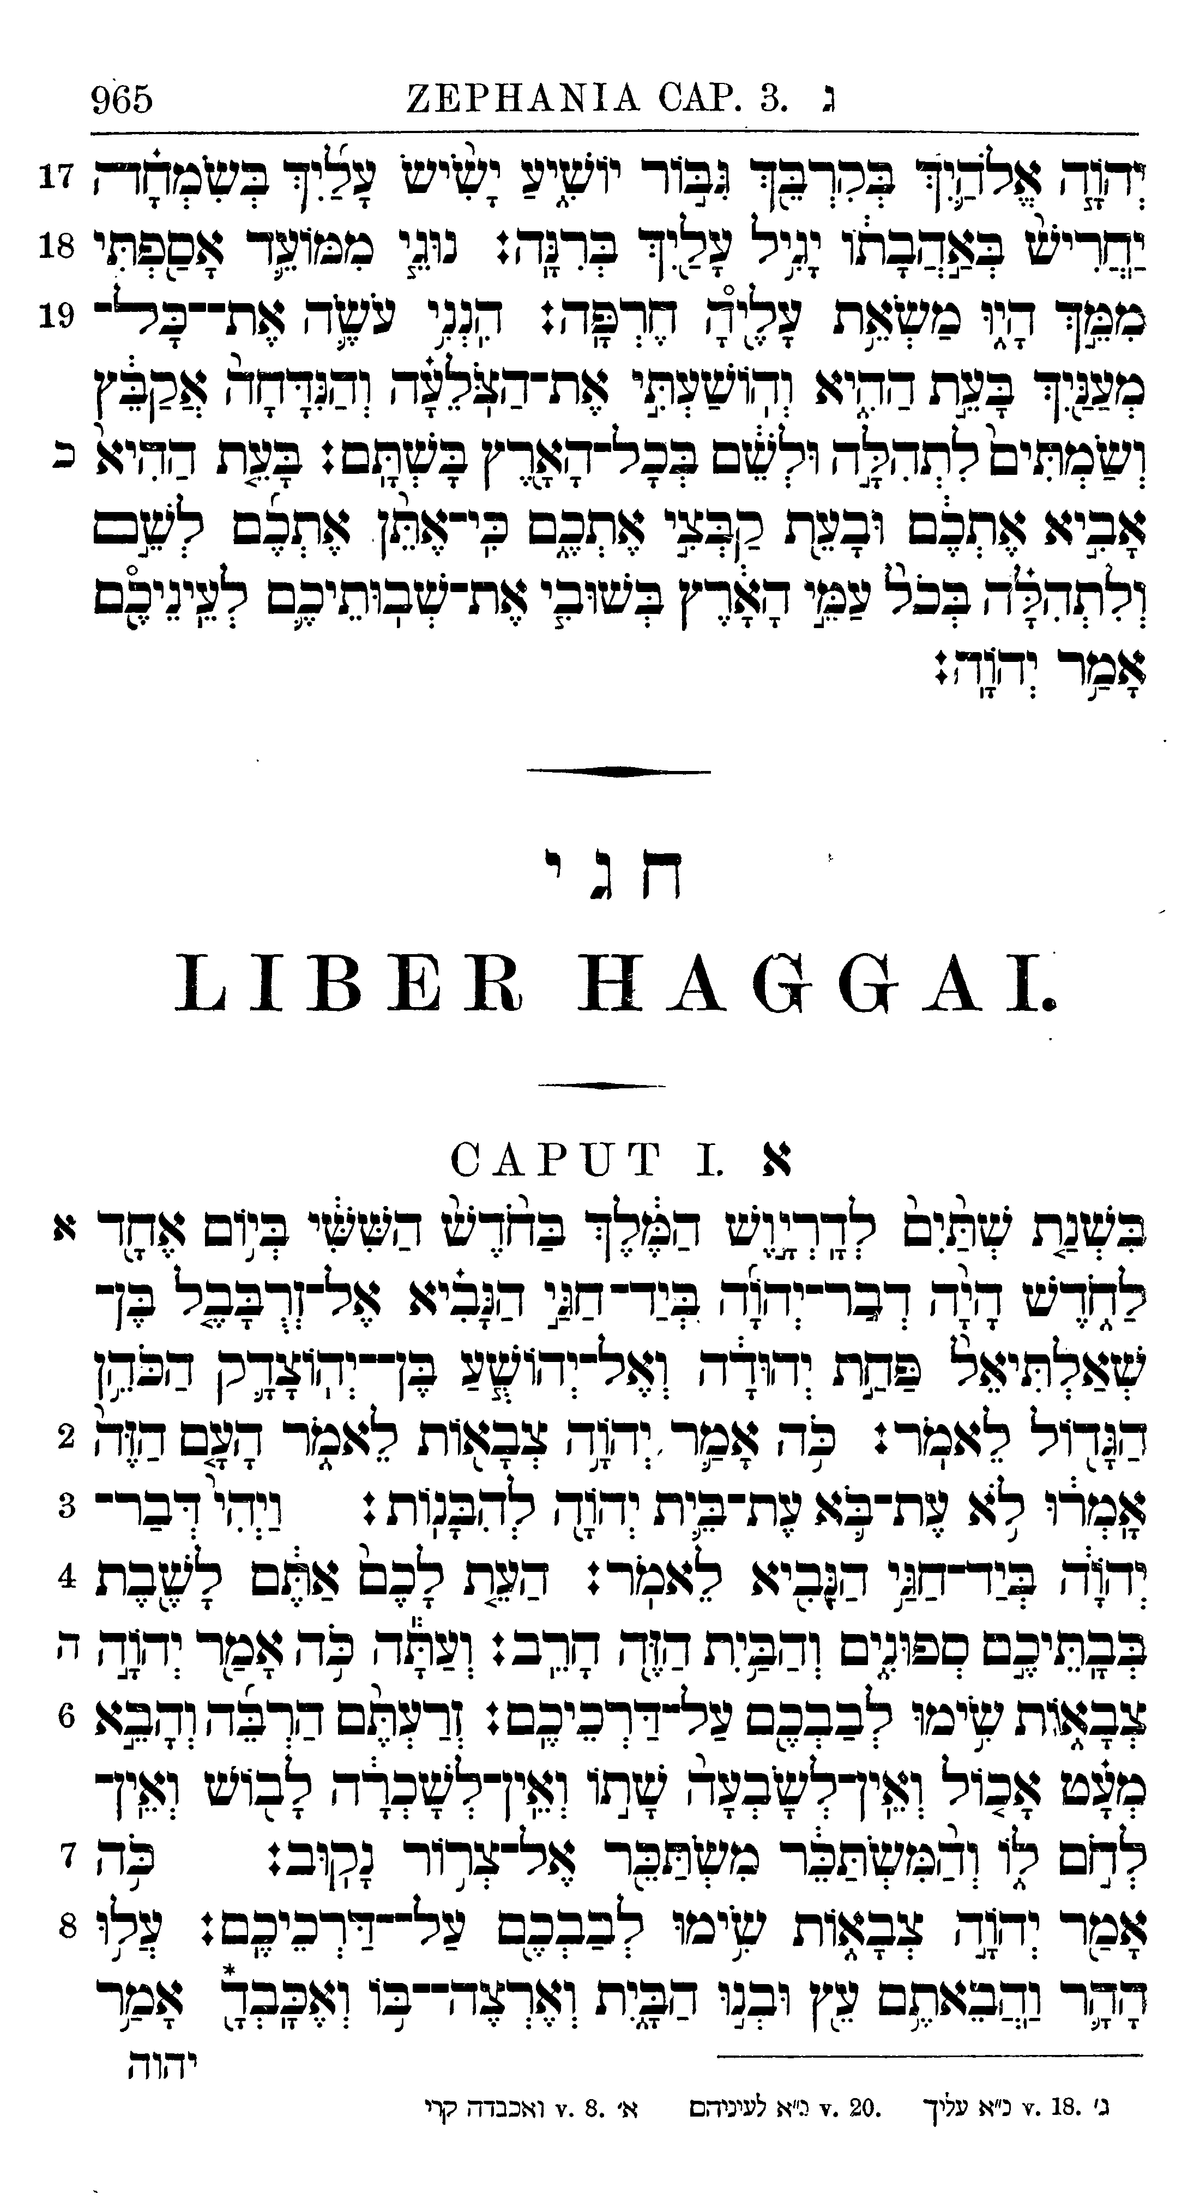 965 ZEPHANIA CAP. 3. ג
17 יְהוָ֧ה אֱלֹהַ֛יִךְ בְּקִרְבֵּ֖ךְ גִּבּ֣וֹר יוֹשִׁ֑יעַ יָשִׂ֨ישׂ עָלַ֜יִךְ בְּשִׂמְחָ֗ה
18 יַחֲרִישׁ֙ בְּאַ֣הֲבָת֔וֹ יָגִ֥יל עָלַ֖יִךְ בְּרִנָּֽה׃ נוּגֵ֧י מִמּוֹעֵ֛ד אָסַ֖פְתִּי
19 מִמֵּ֣ךְ הָי֑וּ מַשְׂאֵ֥ת עָלֶ֖יהָ חֶרְפָּֽה׃ הִנְנִ֥י עֹשֶׂ֛ה אֶת־כָּל־
מְעַנַּ֖יִךְ בָּעֵ֣ת הַהִ֑יא וְהוֹשַׁעְתִּ֣י אֶת־הַצֹּלֵעָ֗ה וְהַנִּדָּחָה֙ אֲקַבֵּ֔ץ
כ וְשַׂמְתִּים֙ לִתְהִלָּ֣ה וּלְשֵׁ֔ם בְּכָל־הָאָ֖רֶץ בָּשְׁתָּֽם׃ בָּעֵ֤ת הַהִיא֙
אָבִ֣יא אֶתְכֶ֔ם וּבָעֵ֖ת קַבְּצִ֣י אֶתְכֶ֑ם כִּֽי־אֶתֵּ֨ן אֶתְכֶ֜ם לְשֵׁ֣ם
וְלִתְהִלָּ֗ה בְּכֹל֙ עַמֵּ֣י הָאָ֔רֶץ בְּשׁוּבִ֧י אֶת־שְׁבוּתֵיכֶ֛ם לְעֵינֵיכֶ֖ם
אָמַ֥ר יְהוָֽה׃
חגי
LIBER HAGGAI.
CAPUT I. א
א בִּשְׁנַ֤ת שְׁתַּ֙יִם֙ לְדָרְיָ֣וֶשׁ הַמֶּ֔לֶךְ בַּחֹ֙דֶשׁ֙ הַשִּׁשִּׁ֔י בְּי֥וֹם אֶחָ֖ד
לַחֹ֑דֶשׁ הָיָ֨ה דְבַר־יְהוָ֜ה בְּיַד־חַגַּ֣י הַנָּבִ֗יא אֶל־זְרֻבָּבֶ֤ל בֶּן־
שְׁאַלְתִּיאֵל֙ פַּחַ֣ת יְהוּדָ֔ה וְאֶל־יְהוֹשֻׁ֧עַ בֶּן־יְהוֹצָדָ֛ק הַכֹּהֵ֥ן
2 הַגָּד֖וֹל לֵאמֹֽר׃ כֹּ֥ה אָמַ֛ר יְהוָ֥ה צְבָא֖וֹת לֵאמֹ֑ר הָעָ֤ם הַזֶּה֙
3 אָֽמְר֔וּ לֹ֥א עֶת־בֹּ֛א עֶת־בֵּ֥ית יְהוָ֖ה לְהִבָּנֽוֹת׃ וַֽיְהִי֙ דְּבַר־
4 יְהוָ֔ה בְּיַד־חַגַּ֥י הַנָּבִ֖יא לֵאמֹֽר׃ הַעֵ֤ת לָכֶם֙ אַתֶּ֔ם לָשֶׁ֖בֶת
ה בְּבָתֵּיכֶ֣ם סְפוּנִ֑ים וְהַבַּ֥יִת הַזֶּ֖ה חָרֵֽב׃ וְעַתָּ֕ה כֹּ֥ה אָמַ֖ר יְהוָ֣ה
6 צְבָא֑וֹת שִׂ֥ימוּ לְבַבְכֶ֖ם עַל־דַּרְכֵיכֶֽם׃ זְרַעְתֶּ֨ם הַרְבֵּ֜ה וְהָבֵ֣א
מְעָ֗ט אָכ֤וֹל וְאֵין־לְשָׂבְעָה֙ שָׁת֣וֹ וְאֵין־לְשָׁכְרָ֔ה לָב֖וֹשׁ וְאֵין־
7 לְחֹ֣ם ל֑וֹ וְהַ֨מִּשְׂתַּכֵּ֔ר מִשְׂתַּכֵּ֖ר אֶל־צְר֥וֹר נָקֽוּב׃ כֹּ֥ה
8 אָמַ֖ר יְהוָ֣ה צְבָא֑וֹת שִׂ֥ימוּ לְבַבְכֶ֖ם עַל־דַּרְכֵיכֶֽם׃ עֲל֥וּ
הָהָ֛ר וַהֲבֵאתֶ֥ם עֵ֖ץ וּבְנ֣וּ הַבָּ֑יִת וְאֶרְצֶה־בּ֥וֹ וְאֶכָּבְדָ֖* אָמַ֥ר
יהוה
ג׳ v. 18. נ״א עליך v. 20. נ״א לעיניהם א׳ v. 8. ואכבדה קרי